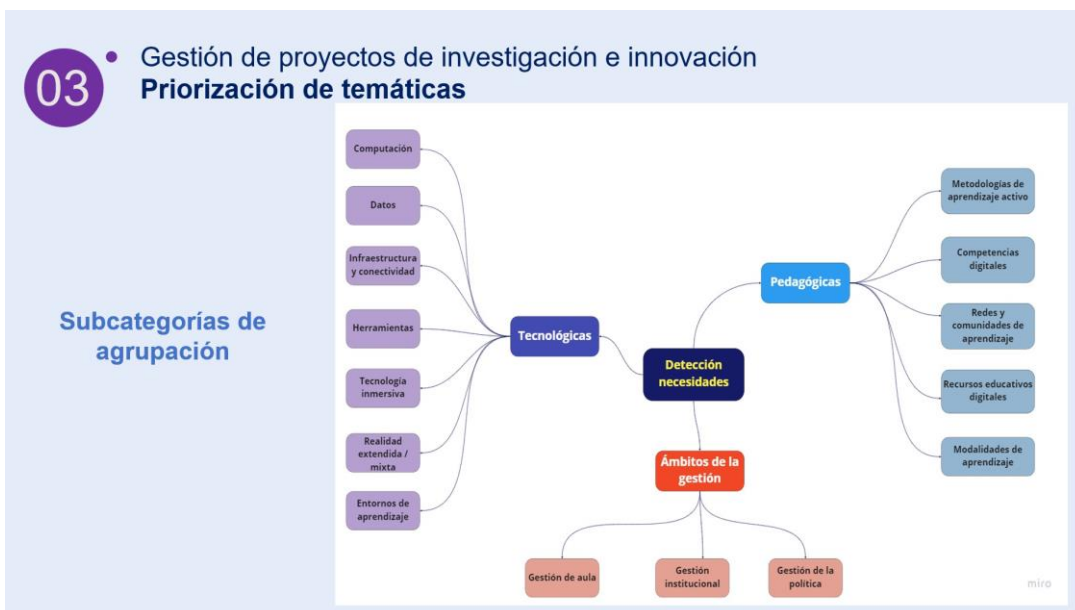 03
Gestión de proyectos de investigación e innovación
Priorización de temáticas
Subcategorías de
agrupación
Computación
Datos
Infraestructura
y conectividad
Herramientas
Tecnología
inmersiva
Realidad
extendida /
mixta
Entornos de
aprendizaje
Tecnológicas
Detección
necesidades
Pedagógicas
Metodologías de
aprendizaje activo
Competencias
digitales
Redes y
comunidades de
aprendizaje
Recursos educativos
digitales
Modalidades de
aprendizaje
Ámbitos de la
gestión
Gestión de aula
Gestión
institucional
Gestión de la
política
miro